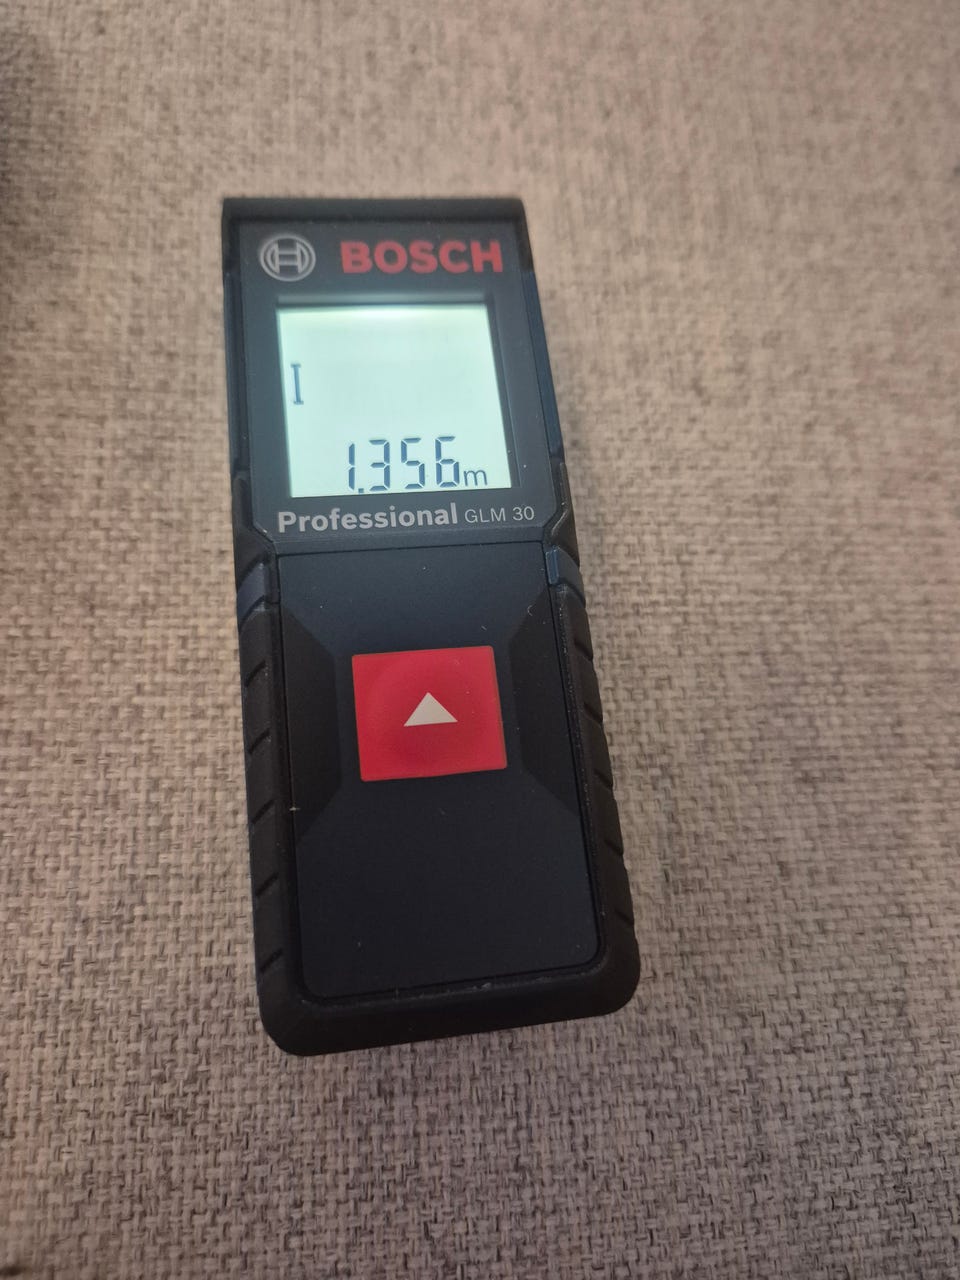 BOSCH
1.356m
Professional GLM 30